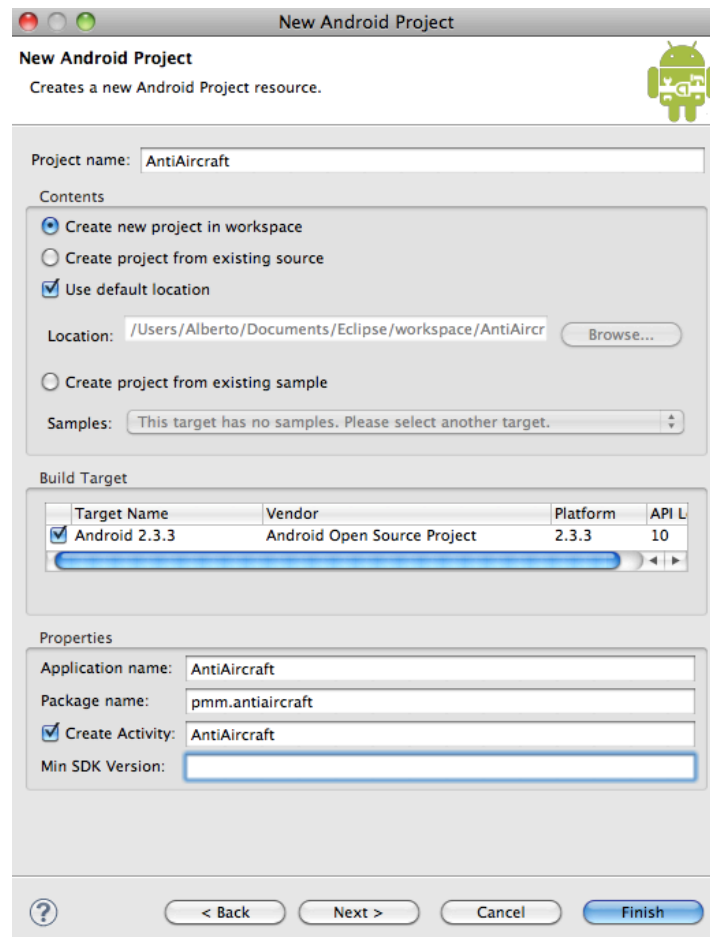 New Android Project
New Android Project
Creates a new Android Project resource.
Project name: AntiAircraft
Contents
Create new project in workspace
Create project from existing source
Use default location
Location: /Users/Alberto/Documents/Eclipse/workspace/AntiAircr Browse...
Create project from existing sample
Samples: This target has no samples. Please select another target.
Build Target
Target Name Vendor Platform API L
Android 2.3.3 Android Open Source Project 2.3.3 10
Properties
Application name: AntiAircraft
Package name: pmm.antiaircraft
Create Activity: AntiAircraft
Min SDK Version:
? < Back Next > Cancel Finish